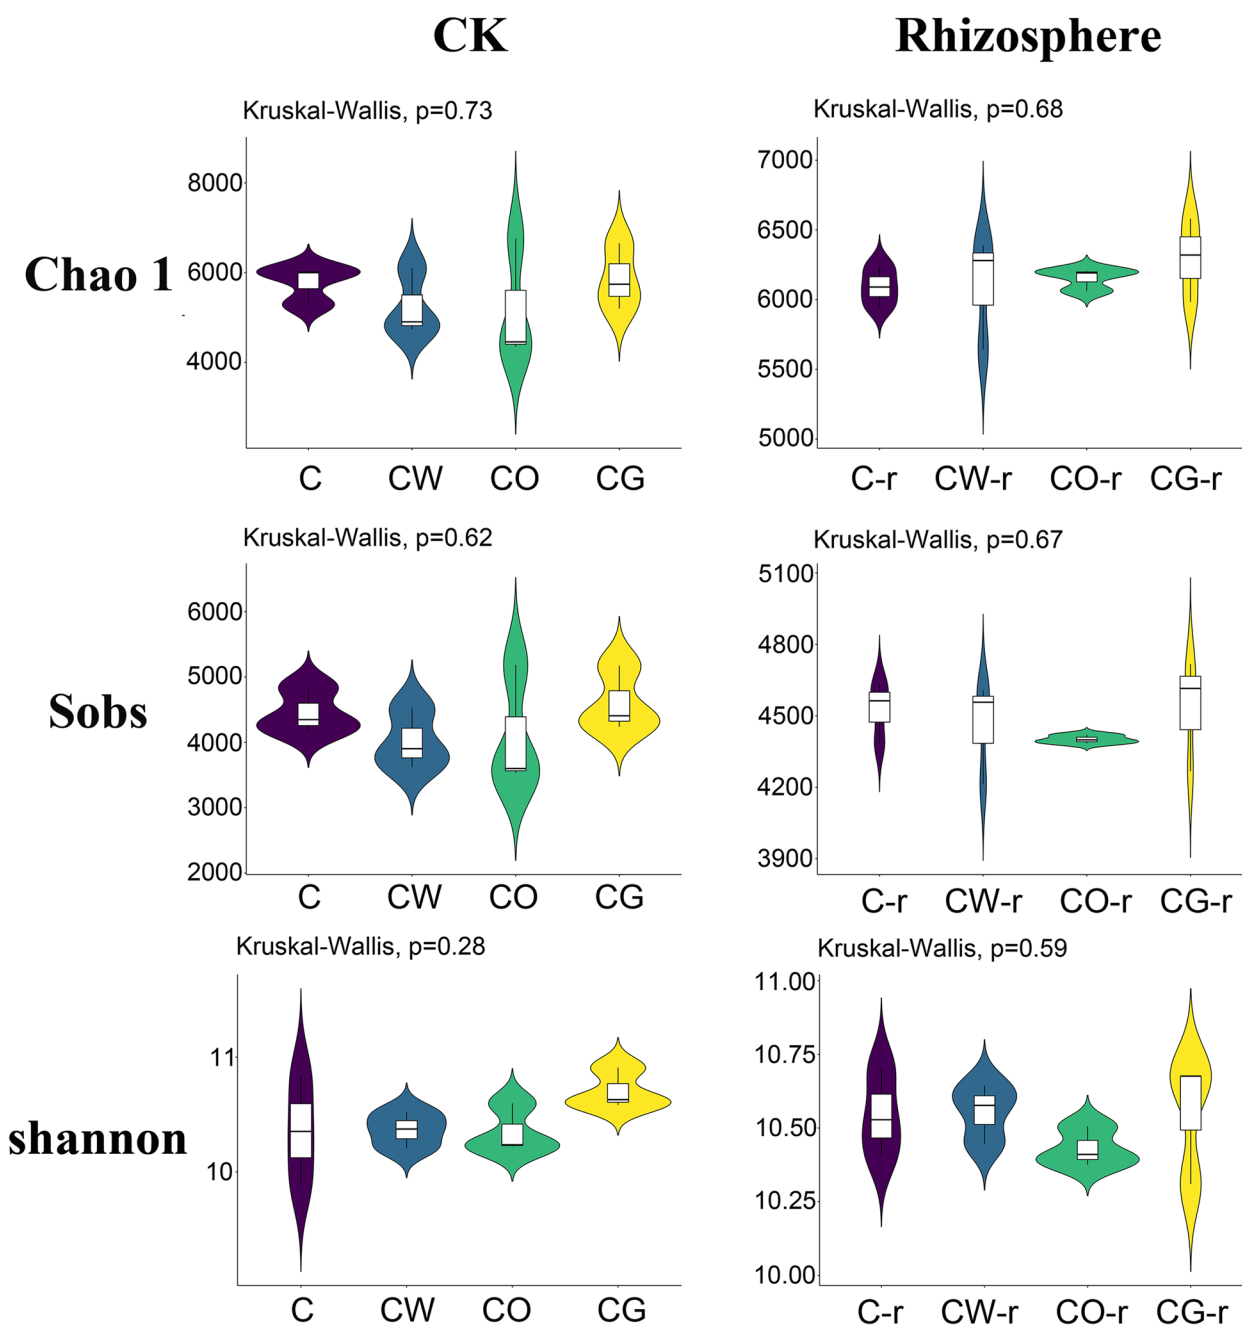 CK Rhizosphere
Kruskal-Wallis, p=0.73
Kruskal-Wallis, p=0.68
Chao 1
8000
6000
4000
C CW CO CG
7000
6500
6000
5500
5000
C-r CW-r CO-r CG-r
Kruskal-Wallis, p=0.62
Kruskal-Wallis, p=0.67
Sobs
6000
5000
4000
3000
2000
C CW CO CG
5100
4800
4500
4200
3900
C-r CW-r CO-r CG-r
Kruskal-Wallis, p=0.28
Kruskal-Wallis, p=0.59
shannon
11
10
C CW CO CG
11.00
10.75
10.50
10.25
10.00
C-r CW-r CO-r CG-r